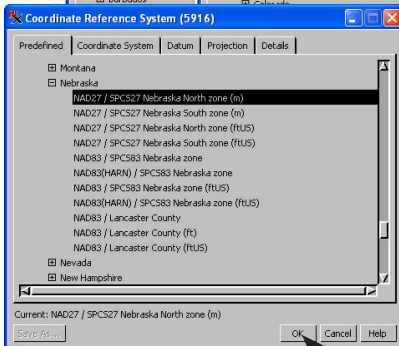 Coordinate Reference System (5916)
Predefined Coordinate System Datum Projection Details
Montana
Nebraska
NAD27 / SPCS27 Nebraska North zone (m)
NAD27 / SPCS27 Nebraska South zone (m)
NAD27 / SPCS27 Nebraska North zone (ftUS)
NAD27 / SPCS27 Nebraska South zone (ftUS)
NAD83 / SPCS83 Nebraska zone
NAD83(HARN) / SPCS83 Nebraska zone
NAD83 / SPCS83 Nebraska zone (ftUS)
NAD83(HARN) / SPCS83 Nebraska zone (ftUS)
NAD83 / Lancaster County
NAD83 / Lancaster County (ft)
NAD83 / Lancaster County (ftUS)
Nevada
New Hampshire
Current: NAD27 / SPCS27 Nebraska North zone (m)
Save As... OK Cancel Help